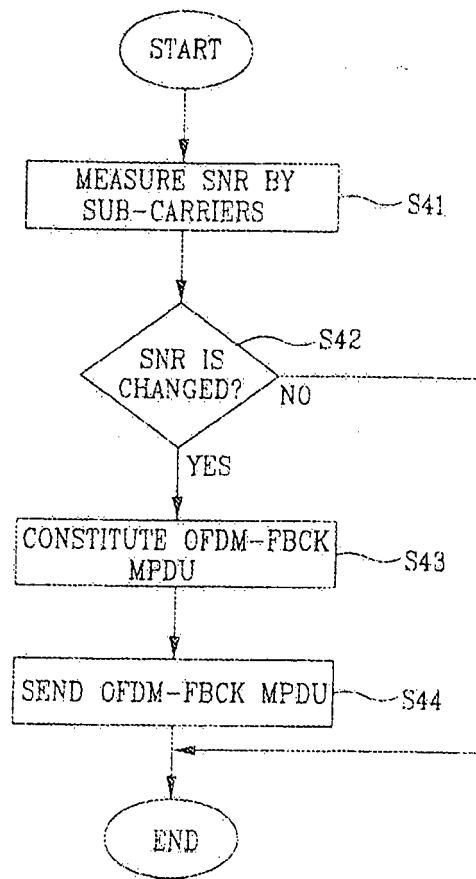 START
MEASURE SNR BY
SUB-CARRIERS
S41
S42
SNR IS
CHANGED?
NO
YES
CONSTITUTE OFDM-FBCK
MPDU
S43
SEND OFDM-FBCK MPDU
S44
END